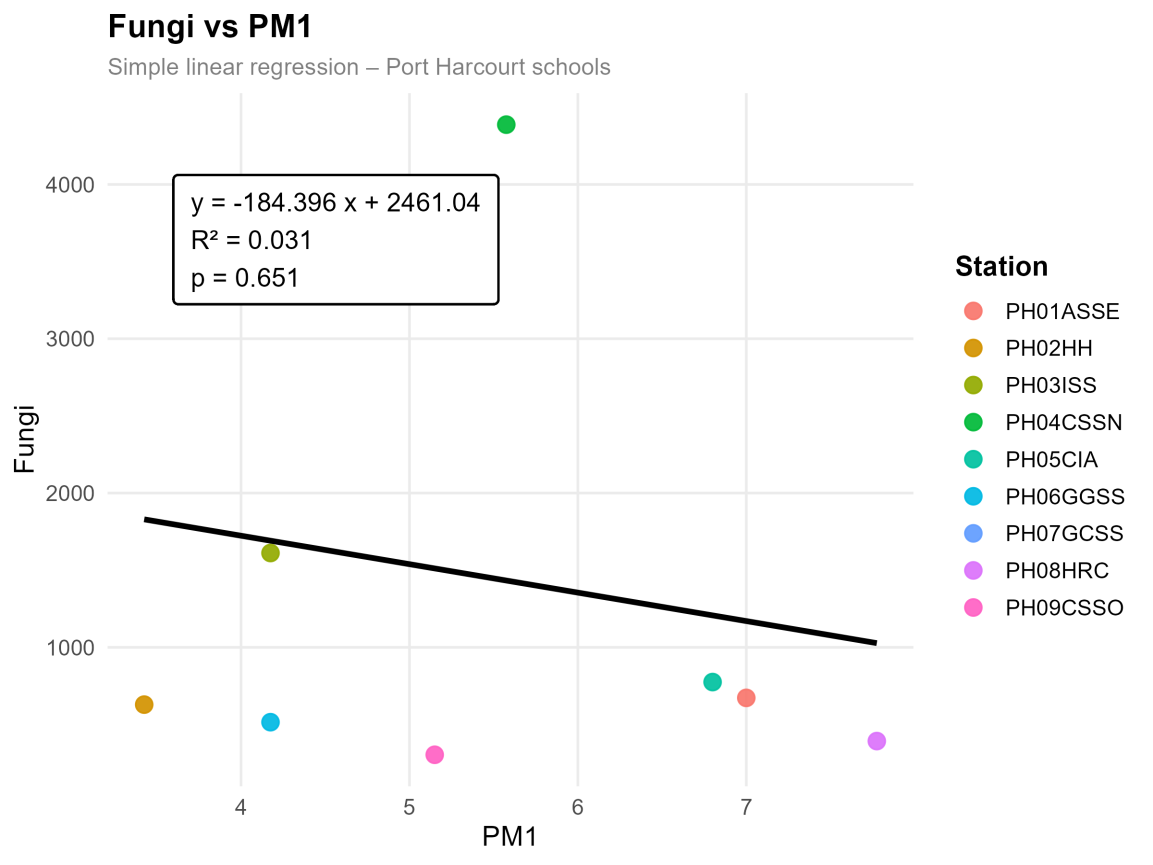 Fungi vs PM1
Simple linear regression – Port Harcourt schools
y = -184.396 x + 2461.04
R² = 0.031
p = 0.651
4000
3000
2000
1000
Fungi
4
5
6
7
PM1
Station
PH01ASSE
PH02HH
PH03ISS
PH04CSSN
PH05CIA
PH06GGSS
PH07GCSS
PH08HRC
PH09CSSO